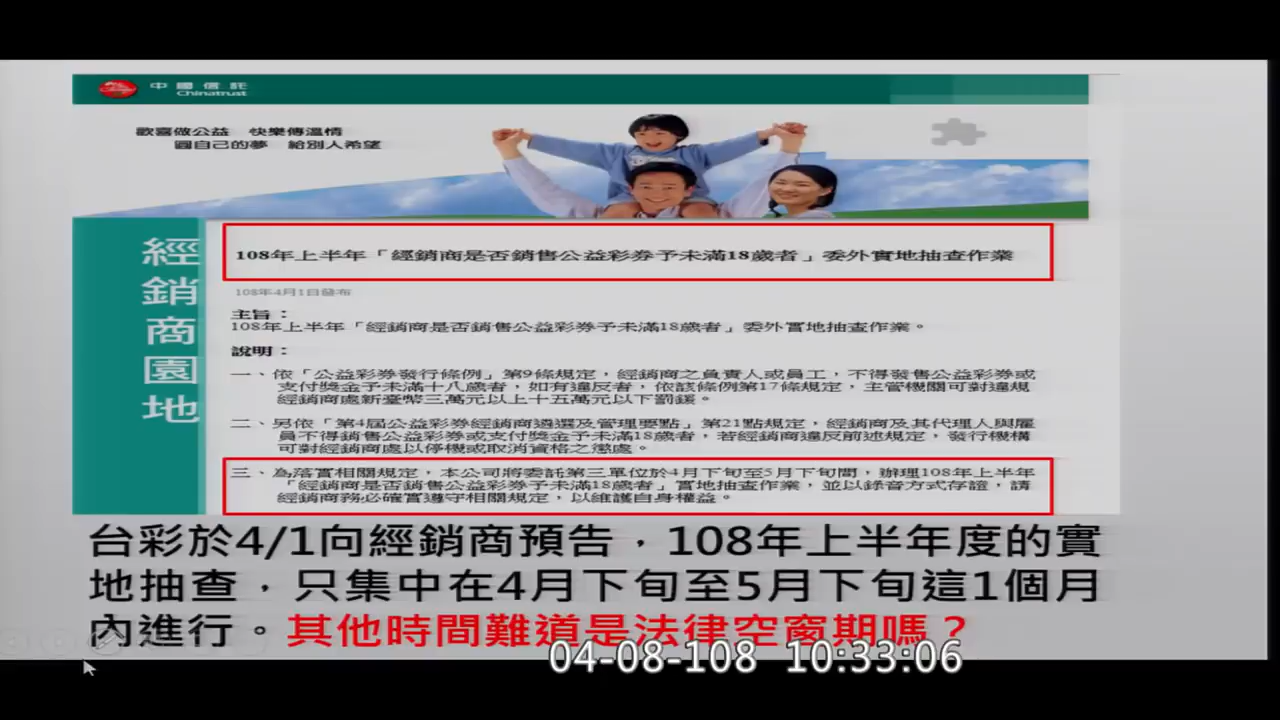 中國信託
Chinatrust
歡喜做公益 快樂傳溫情
圓自己的夢 給別人希望
經銷商園地
108年上半年「經銷商是否銷售公益彩券予未滿18歲者」委外實地抽查作業
108年4月1日發布
主旨：
108年上半年「經銷商是否銷售公益彩券予未滿18歲者」委外實地抽查作業。
說明：
一、依「公益彩券發行條例」第9條規定，經銷商之負責人或員工，不得發售公益彩券或
支付獎金予未滿十八歲者，如有違反者，依該條例第17條規定，主管機關可對違規
經銷商處新臺幣三萬元以上十五萬元以下罰鍰。
二、另依「第4屆公益彩券經銷商遴選及管理要點」第21點規定，經銷商及其代理人與雇
員不得銷售公益彩券或支付獎金予未滿18歲者，若經銷商違反前述規定，發行機構
可對經銷商處以停機或取消資格之懲處。
三、為落實相關規定，本公司將委託第三單位於4月下旬至5月下旬間，辦理108年上半年
「經銷商是否銷售公益彩券予未滿18歲者」實地抽查作業，並以錄音方式存證，請
經銷商務必確實遵守相關規定，以維護自身權益。
台彩於4/1向經銷商預告，108年上半年度的實
地抽查，只集中在4月下旬至5月下旬這1個月
內進行。其他時間難道是法律空窗期嗎？
04-08-108 10:33:06